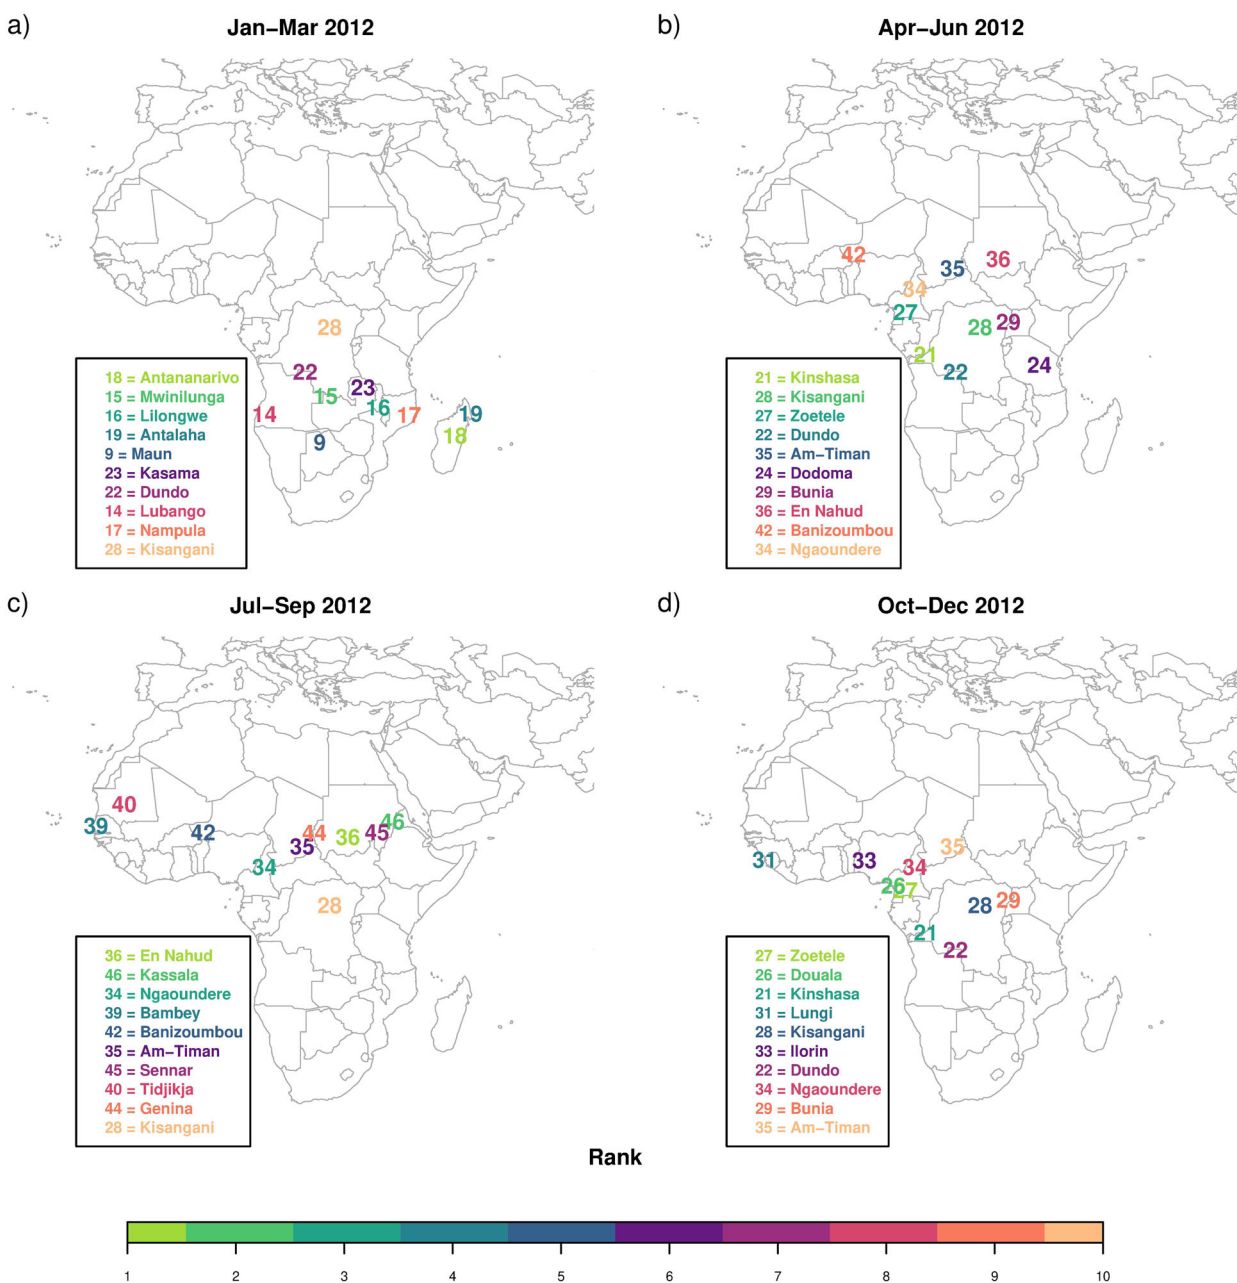 a)
Jan–Mar 2012
28
22
23
15
16
14
17
19
18
9
18 = Antananarivo
15 = Mwinilunga
16 = Lilongwe
19 = Antalaha
9 = Maun
23 = Kasama
22 = Dundo
14 = Lubango
17 = Nampula
28 = Kisangani
b)
Apr–Jun 2012
42
35
36
34
27
28
29
21
22
24
21 = Kinshasa
28 = Kisangani
27 = Zoetele
22 = Dundo
35 = Am–Timan
24 = Dodoma
29 = Bunia
36 = En Nahud
42 = Banizoumbou
34 = Ngaoundere
c)
Jul–Sep 2012
40
39
42
44
35
36
45
46
34
28
36 = En Nahud
46 = Kassala
34 = Ngaoundere
39 = Bambey
42 = Banizoumbou
35 = Am–Timan
45 = Sennar
40 = Tidjikja
44 = Genina
28 = Kisangani
d)
Oct–Dec 2012
35
31
33
34
26
27
28
29
21
22
27 = Zoetele
26 = Douala
21 = Kinshasa
31 = Lungi
28 = Kisangani
33 = Ilorin
22 = Dundo
34 = Ngaoundere
29 = Bunia
35 = Am–Timan
Rank
1 2 3 4 5 6 7 8 9 10